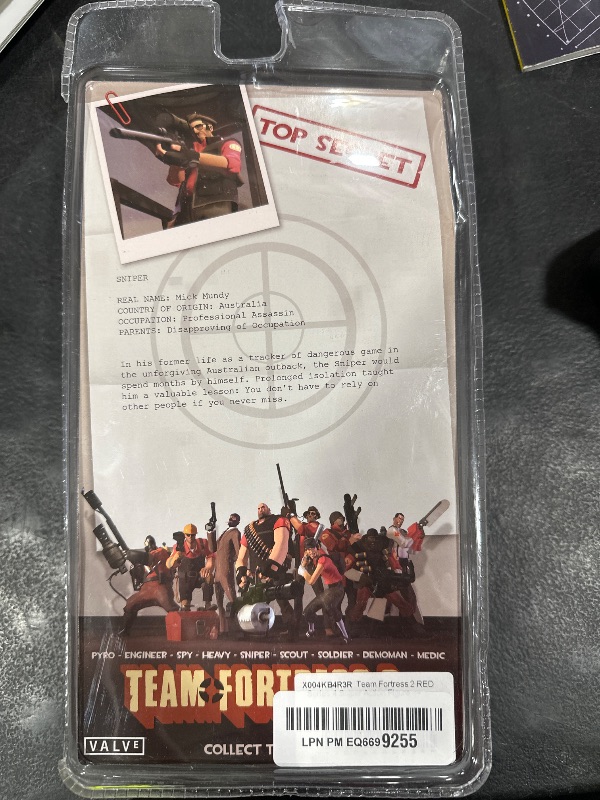 TOP SECRET
SNIPER
REAL NAME: Mick Mundy
COUNTRY OF ORIGIN: Australia
OCCUPATION: Professional Assassin
PARENTS: Disapproving of Occupation
In his former life as a tracker of dangerous game in
the unforgiving Australian outback, the Sniper would
spend months by himself. Prolonged isolation taught
him a valuable lesson: You don't have to rely on
other people if you never miss.
PYRO - ENGINEER - SPY - HEAVY - SNIPER - SCOUT - SOLDIER - DEMOMAN - MEDIC
TEAM FORTRESS 2
X004KB4R3R Team Fortress 2 RED
LPN PM EQ6699255
VALVE
COLLECT T